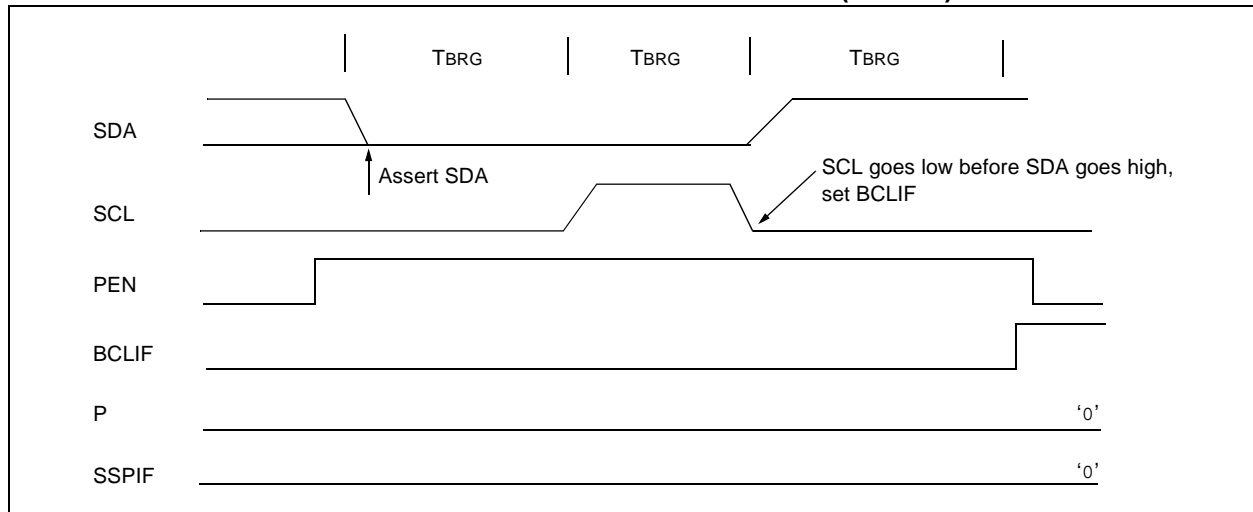 TBRG TBRG TBRG
SDA
Assert SDA
SCL goes low before SDA goes high,
set BCLIF
SCL
PEN
BCLIF
P
‘0’
SSPIF
‘0’